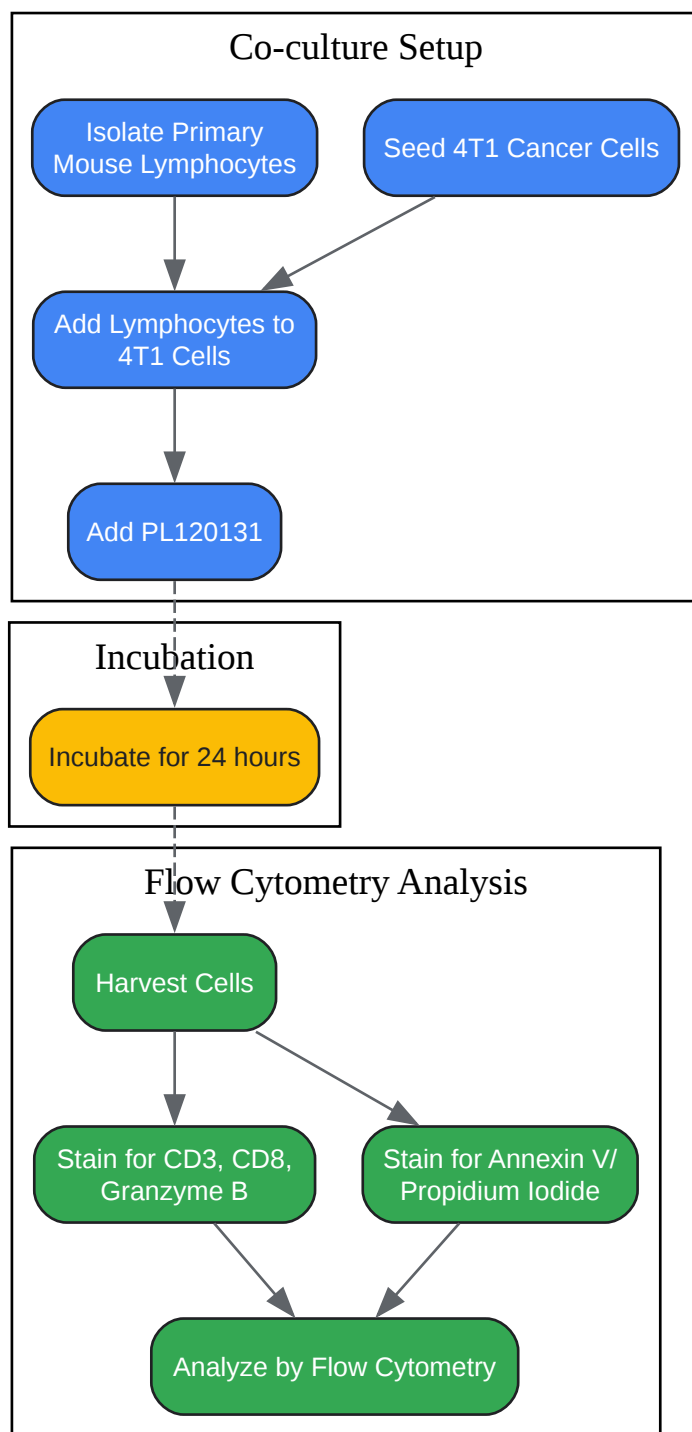 Co-culture Setup
Isolate Primary
Mouse Lymphocytes
Seed 4T1 Cancer Cells
Add Lymphocytes to
4T1 Cells
Add PL120131
Incubation
Incubate for 24 hours
Flow Cytometry Analysis
Harvest Cells
Stain for CD3, CD8,
Granzyme B
Stain for Annexin V/
Propidium Iodide
Analyze by Flow Cytometry